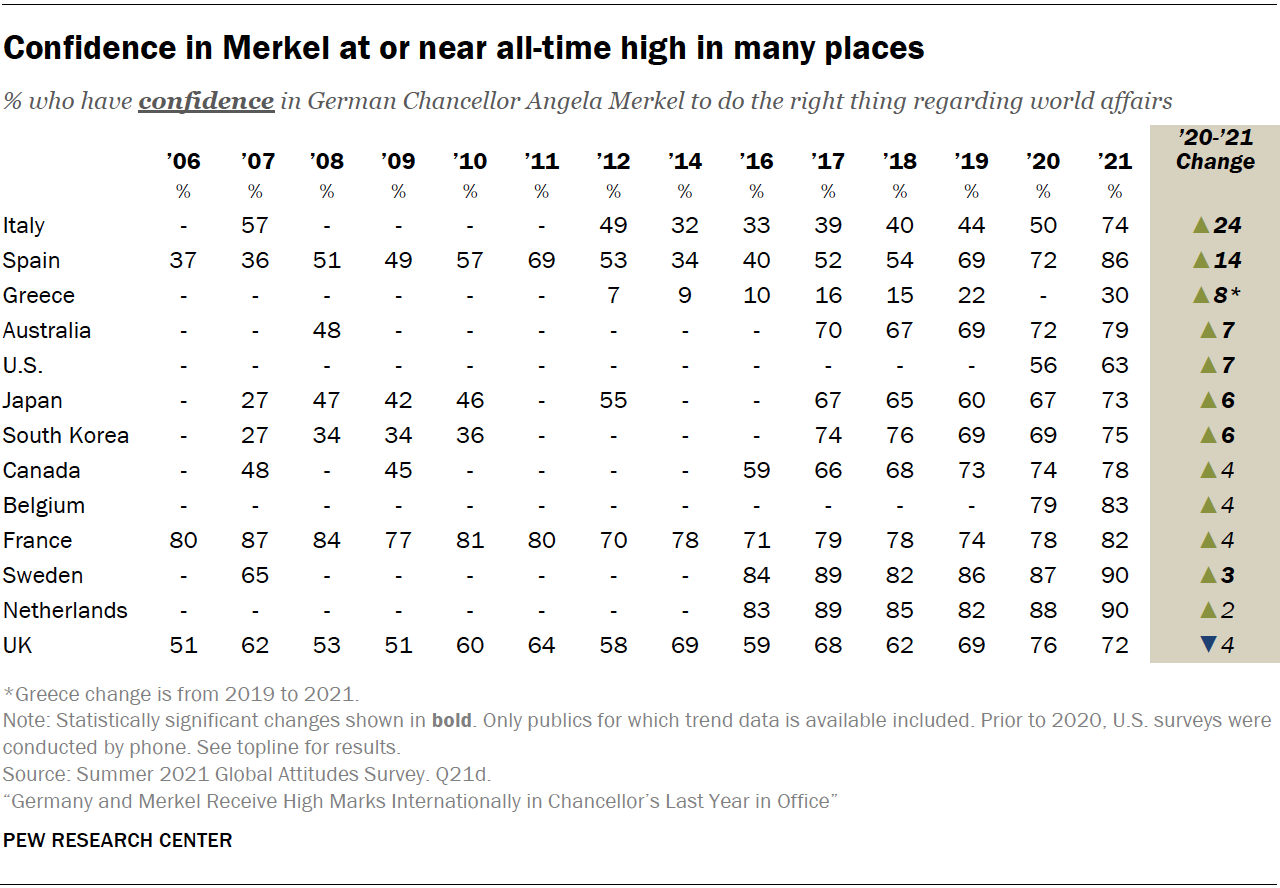 Confidence in Merkel at or near all-time high in many places
% who have confidence in German Chancellor Angela Merkel to do the right thing regarding world affairs
’06 ’07 ’08 ’09 ’10 ’11 ’12 ’14 ’16 ’17 ’18 ’19 ’20 ’21 ’20-’21 Change
% % % % % % % % % % % % % %
Italy - 57 - - - - 49 32 33 39 40 44 50 74 ▲24
Spain 37 36 51 49 57 69 53 34 40 52 54 69 72 86 ▲14
Greece - - - - - - 7 9 10 16 15 22 - 30 ▲8*
Australia - - 48 - - - - - - 70 67 69 72 79 ▲7
U.S. - - - - - - - - - - - - 56 63 ▲7
Japan - 27 47 42 46 - 55 - - 67 65 60 67 73 ▲6
South Korea - 27 34 34 36 - - - - 74 76 69 69 75 ▲6
Canada - 48 - 45 - - - - 59 66 68 73 74 78 ▲4
Belgium - - - - - - - - - - - - 79 83 ▲4
France 80 87 84 77 81 80 70 78 71 79 78 74 78 82 ▲4
Sweden - 65 - - - - - - 84 89 82 86 87 90 ▲3
Netherlands - - - - - - - - 83 89 85 82 88 90 ▲2
UK 51 62 53 51 60 64 58 69 59 68 62 69 76 72 ▼4
*Greece change is from 2019 to 2021.
Note: Statistically significant changes shown in bold. Only publics for which trend data is available included. Prior to 2020, U.S. surveys were
conducted by phone. See topline for results.
Source: Summer 2021 Global Attitudes Survey. Q21d.
“Germany and Merkel Receive High Marks Internationally in Chancellor’s Last Year in Office”
PEW RESEARCH CENTER